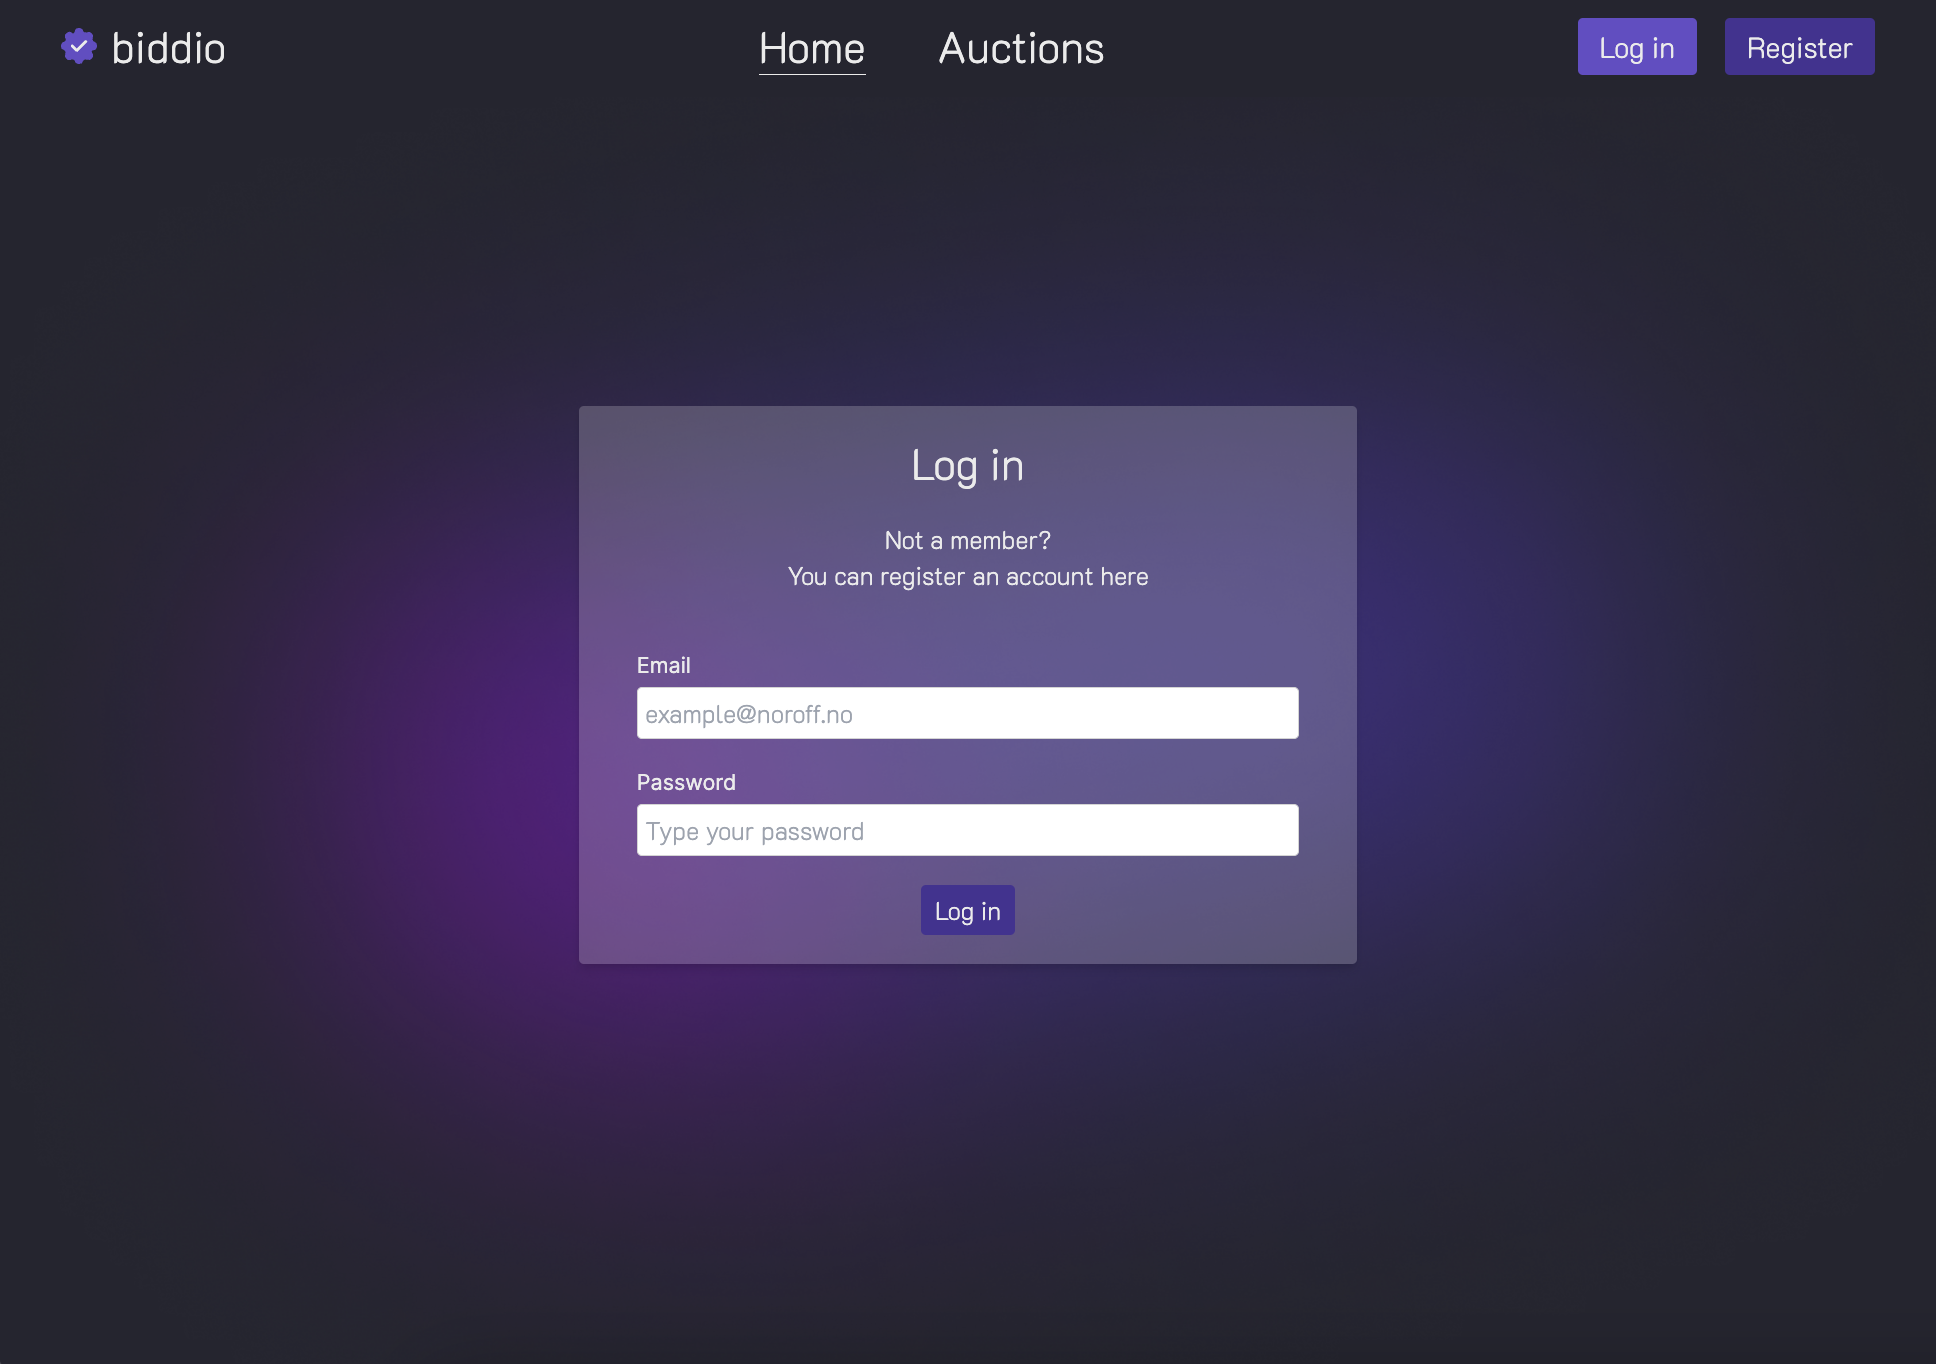 biddio
Home
Auctions
Log in
Register
Log in
Not a member?
You can register an account here
Email
example@noroff.no
Password
Type your password
Log in